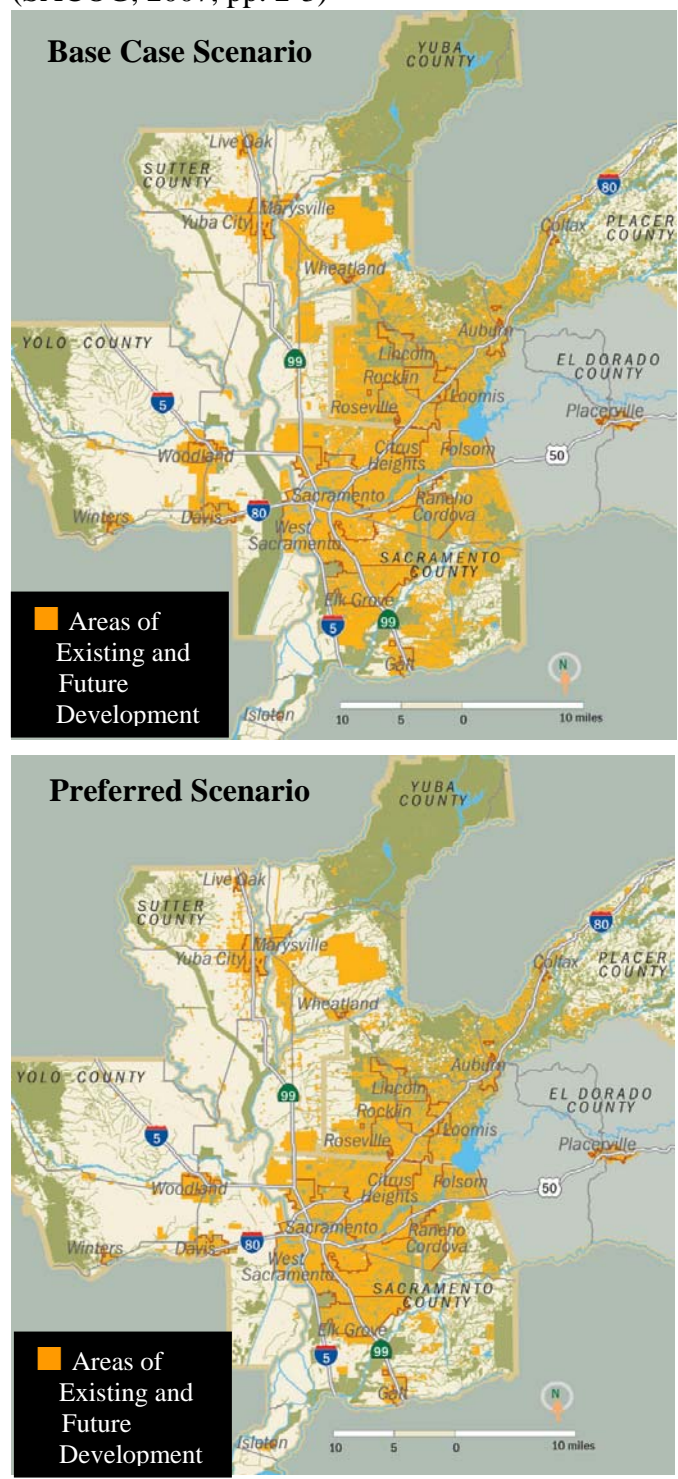 (SACOG, 2007, pp. 2-3)
Base Case Scenario
YUBA
COUNTY
Live Oak
SUTTER
COUNTY
80
Marysville
Yuba City
Colfax
PLACER
COUNTY
Wheatland
Auburn
YOLO COUNTY
99
Lincoln
EL DORADO
COUNTY
Rocklin
5
Roseville
Loomis
Placerville
Woodland
Citrus
Heights
Folsom
50
Sacramento
Rancho
Cordova
Winters
Davis
80
West
Sacramento
SACRAMENTO
COUNTY
Elk Grove
5
99
Galt
N
Isleton
10 5 0 10 miles
Areas of
Existing and
Future
Development
Preferred Scenario
YUBA
COUNTY
Live Oak
SUTTER
COUNTY
80
Marysville
Yuba City
Colfax
PLACER
COUNTY
Wheatland
Auburn
YOLO COUNTY
99
Lincoln
EL DORADO
COUNTY
Rocklin
5
Roseville
Loomis
Placerville
Woodland
Citrus
Heights
Folsom
50
Sacramento
Rancho
Cordova
Winters
Davis
80
West
Sacramento
SACRAMENTO
COUNTY
Elk Grove
5
99
Galt
N
Isleton
10 5 0 10 miles
Areas of
Existing and
Future
Development